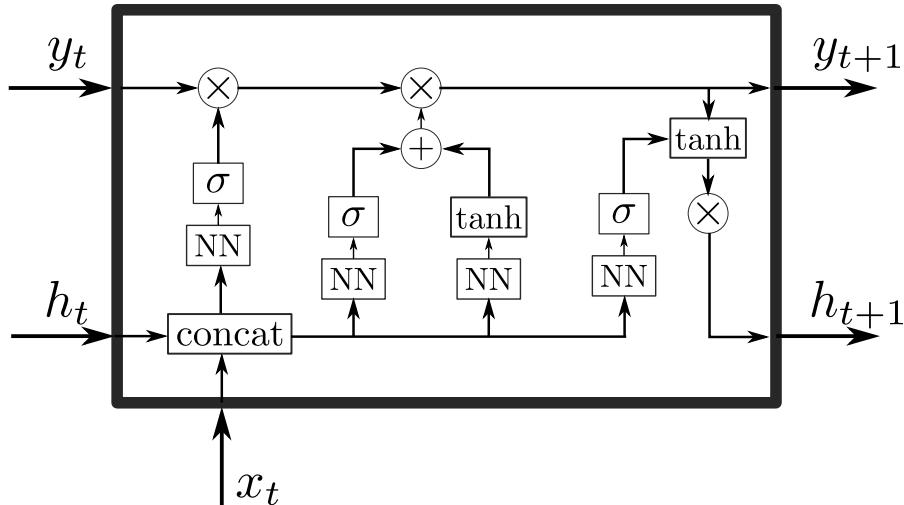 y_t
y_{t+1}
× ×
tanh
+
σ
σ tanh σ
×
NN
NN NN NN
h_t
h_{t+1}
concat
x_t